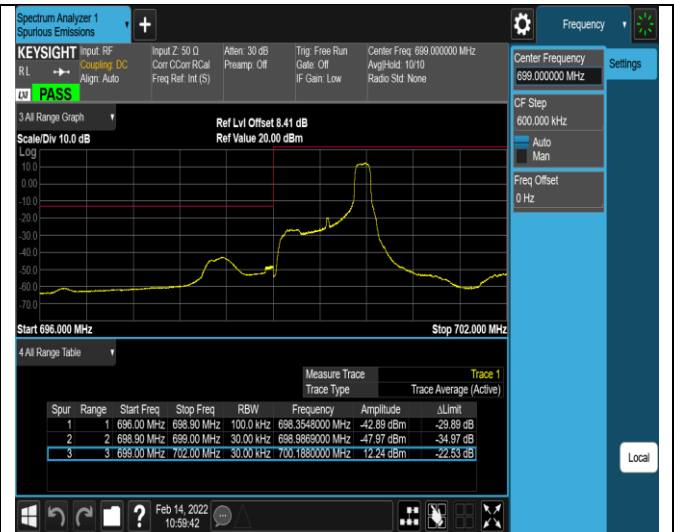 Spectrum Analyzer 1
Spurious Emissions
+
Frequency
KEYSIGHT
R L
LXI
PASS
Input: RF
Coupling: DC
Align: Auto
Input Z: 50 Ω
Corr CCorr RCal
Freq Ref: Int (S)
Atten: 30 dB
Preamp: Off
Trig: Free Run
Gate: Off
IF Gain: Low
Center Freq: 699.000000 MHz
Avg|Hold: 10/10
Radio Std: None
Center Frequency
699.000000 MHz
Settings
CF Step
600.000 kHz
Auto
Man
Freq Offset
0 Hz
3 All Range Graph
Scale/Div 10.0 dB
Ref Lvl Offset 8.41 dB
Ref Value 20.00 dBm
Log
10.0
0.00
-10.0
-20.0
-30.0
-40.0
-50.0
-60.0
-70.0
Start 696.000 MHz
Stop 702.000 MHz
4 All Range Table
Measure Trace Trace 1
Trace Type Trace Average (Active)
Spur Range Start Freq Stop Freq RBW Frequency Amplitude ΔLimit
1 1 696.00 MHz 698.90 MHz 100.0 kHz 698.3548000 MHz -42.89 dBm -29.89 dB
2 2 698.90 MHz 699.00 MHz 30.00 kHz 698.9869000 MHz -47.97 dBm -34.97 dB
3 3 699.00 MHz 702.00 MHz 30.00 kHz 700.1880000 MHz 12.24 dBm -22.53 dB
Local
?
Feb 14, 2022
10:59:42